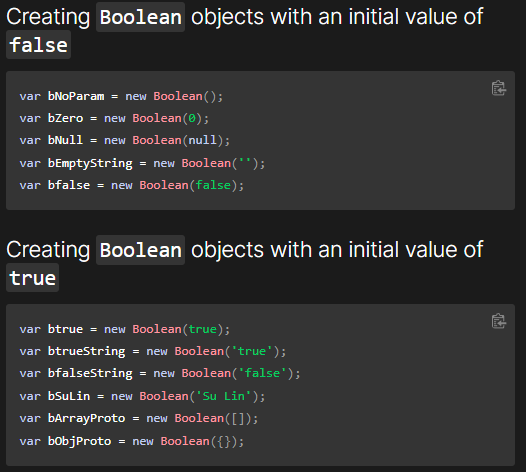 Creating Boolean objects with an initial value of
false
var bNoParam = new Boolean();
var bZero = new Boolean(0);
var bNull = new Boolean(null);
var bEmptyString = new Boolean('');
var bfalse = new Boolean(false);
Creating Boolean objects with an initial value of
true
var btrue = new Boolean(true);
var btrueString = new Boolean('true');
var bfalseString = new Boolean('false');
var bSuLin = new Boolean('Su Lin');
var bArrayProto = new Boolean([]);
var bObjProto = new Boolean({});